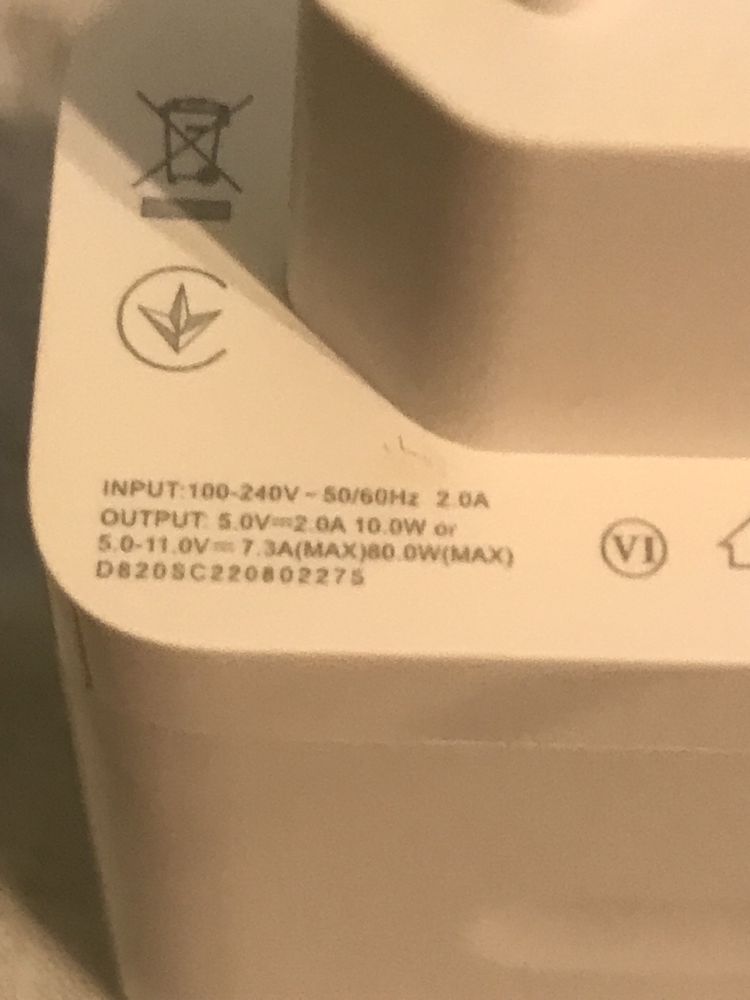 INPUT:100-240V~50/60Hz 2.0A
OUTPUT: 5.0V⎓2.0A 10.0W or
5.0-11.0V⎓ 7.3A(MAX)80.0W(MAX)
D820SC220802275
VI